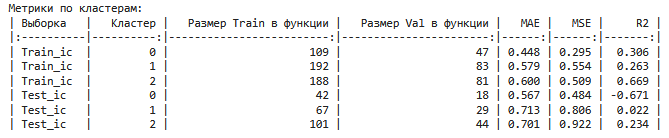 Метрики по кластерам:
| Выборка | Кластер | Размер Train в функции | Размер Val в функции | MAE | MSE | R2 |
|:----------|----------:|-------------------------:|-----------------------:|------:|------:|-------:|
| Train_ic | 0 | 109 | 47 | 0.448 | 0.295 | 0.306 |
| Train_ic | 1 | 192 | 83 | 0.579 | 0.554 | 0.263 |
| Train_ic | 2 | 188 | 81 | 0.600 | 0.509 | 0.669 |
| Test_ic | 0 | 42 | 18 | 0.567 | 0.484 | -0.671 |
| Test_ic | 1 | 67 | 29 | 0.713 | 0.806 | 0.022 |
| Test_ic | 2 | 101 | 44 | 0.701 | 0.922 | 0.234 |